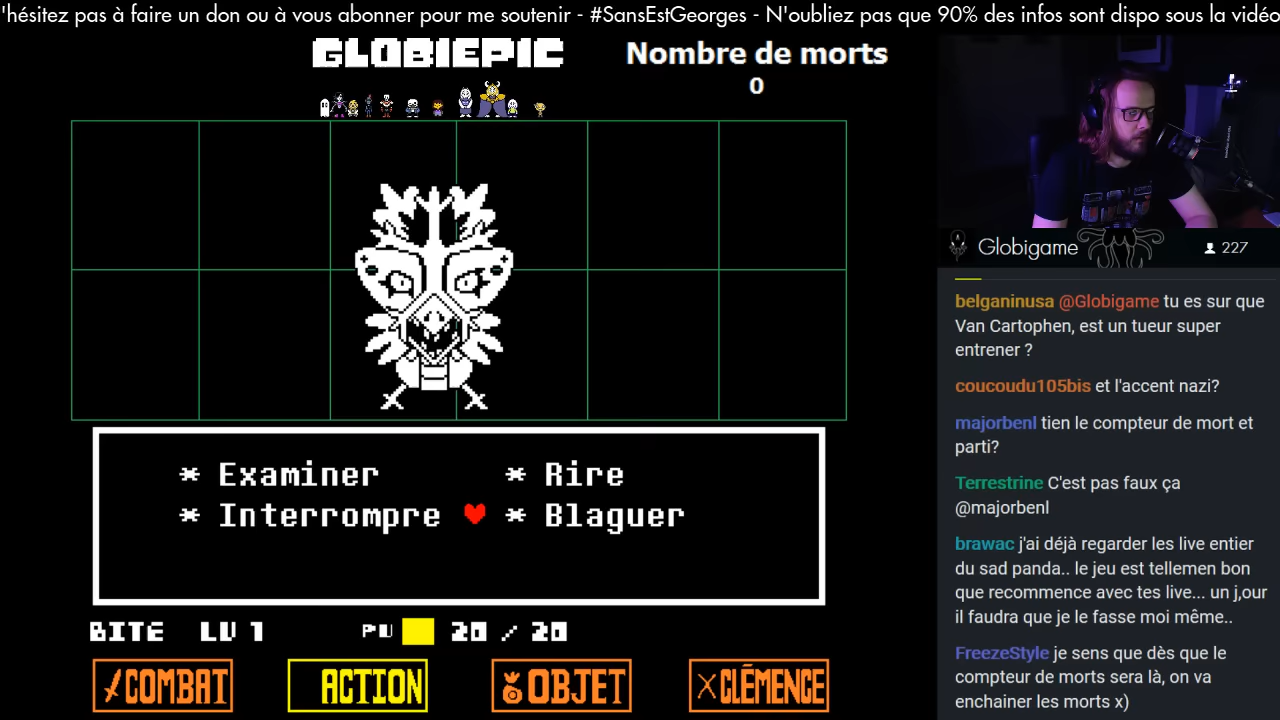 'hésitez pas à faire un don ou à vous abonner pour me soutenir - #SansEstGeorges - N'oubliez pas que 90% des infos sont dispo sous la vidéo
GLOBIEPIC
Nombre de morts
0
Globigame
227
belganinusa @Globigame tu es sur que
Van Cartophen, est un tueur super
entrener ?
coucoudu105bis et l'accent nazi?
majorbenl tien le compteur de mort et
parti?
Terrestrine C'est pas faux ça
@majorbenl
brawac j'ai déjà regarder les live entier
du sad panda.. le jeu est tellemen bon
que recommence avec tes live... un j,our
il faudra que je le fasse moi même..
FreezeStyle je sens que dès que le
compteur de morts sera là, on va
enchainer les morts x)
* Examiner * Rire
* Interrompre * Blaguer
BITE LV 1 PV 20 / 20
COMBAT ACTION OBJET CLÉMENCE